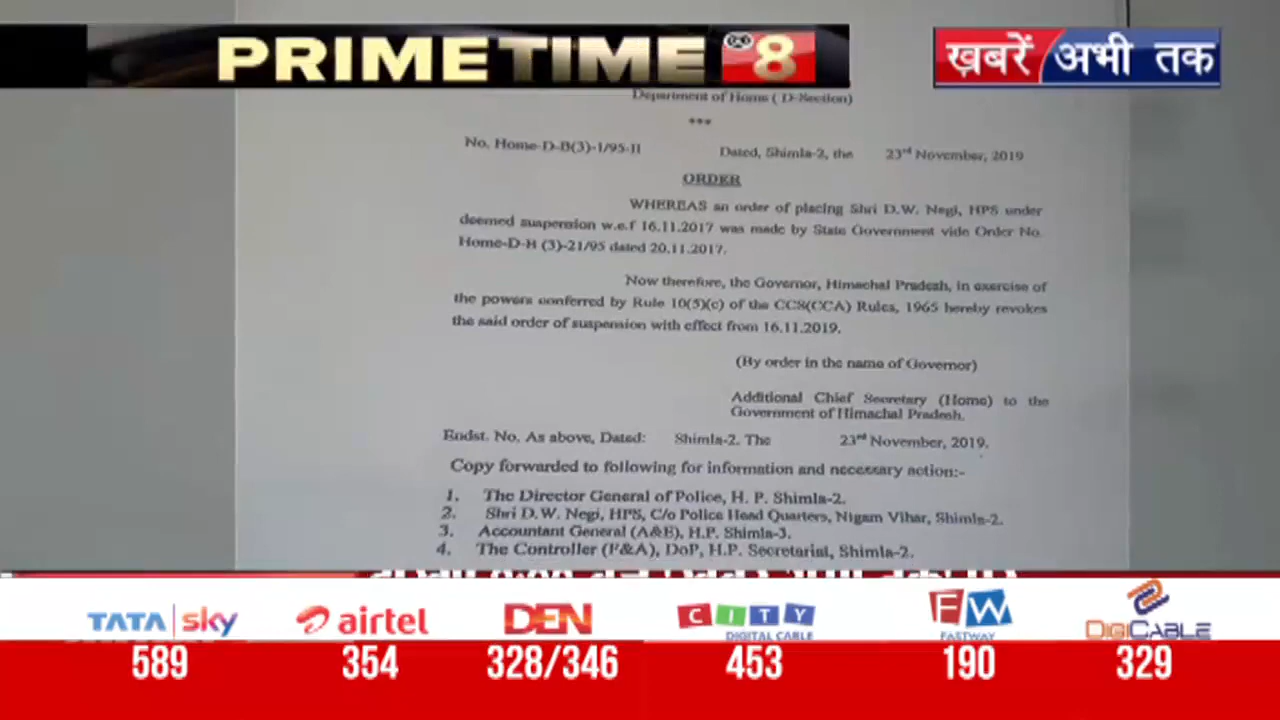 PRIMETIME @ 8
ख़बरें अभी तक
Department of Home ( D-Section)
***
No. Home-D-B(3)-1/95-II
Dated, Shimla-2, the 23rd November, 2019
ORDER
WHEREAS an order of placing Shri D.W. Negi, HPS under
deemed suspension w.e.f 16.11.2017 was made by State Government vide Order No.
Home-D-B (3)-21/95 dated 20.11.2017.
Now therefore, the Governor, Himachal Pradesh, in exercise of
the powers conferred by Rule 10(5)(c) of the CCS(CCA) Rules, 1965 hereby revokes
the said order of suspension with effect from 16.11.2019.
(By order in the name of Governor)
Additional Chief Secretary (Home) to the
Government of Himachal Pradesh.
Endst. No. As above, Dated: Shimla-2. The 23rd November, 2019.
Copy forwarded to following for information and necessary action:-
1. The Director General of Police, H. P. Shimla-2.
2. Shri D.W. Negi, HPS, C/o Police Head Quarters, Nigam Vihar, Shimla-2.
3. Accountant General (A&E), H.P. Shimla-3.
4. The Controller (F&A), DoP, H.P. Secretariat, Shimla-2.
TATA sky airtel DEN CITY DIGITAL CABLE FW FASTWAY DIGICABLE
589 354 328/346 453 190 329